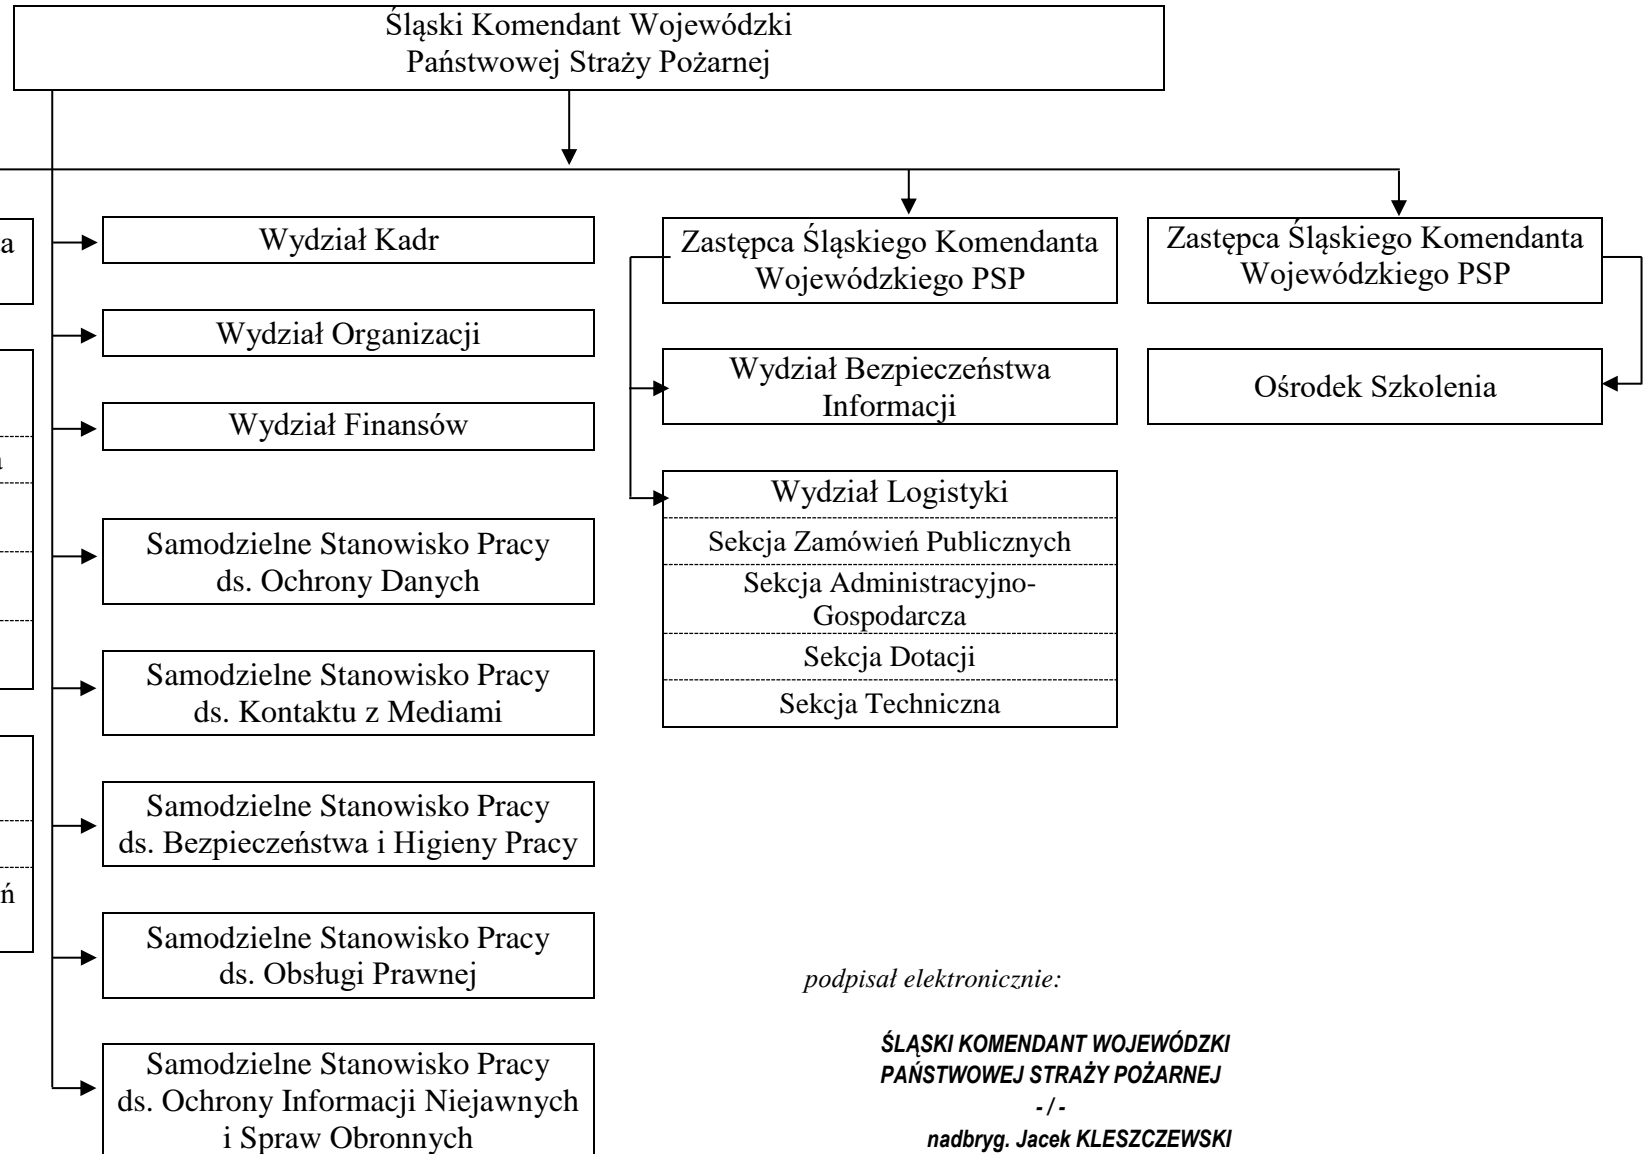 Śląski Komendant Wojewódzki
Państwowej Straży Pożarnej
Wydział Kadr
Wydział Organizacji
Wydział Finansów
Samodzielne Stanowisko Pracy
ds. Ochrony Danych
Samodzielne Stanowisko Pracy
ds. Kontaktu z Mediami
Samodzielne Stanowisko Pracy
ds. Bezpieczeństwa i Higieny Pracy
Samodzielne Stanowisko Pracy
ds. Obsługi Prawnej
Samodzielne Stanowisko Pracy
ds. Ochrony Informacji Niejawnych
i Spraw Obronnych
Zastępca Śląskiego Komendanta
Wojewódzkiego PSP
Wydział Bezpieczeństwa
Informacji
Wydział Logistyki
Sekcja Zamówień Publicznych
Sekcja Administracyjno-
Gospodarcza
Sekcja Dotacji
Sekcja Techniczna
Zastępca Śląskiego Komendanta
Wojewódzkiego PSP
Ośrodek Szkolenia
podpisał elektronicznie:
ŚLĄSKI KOMENDANT WOJEWÓDZKI
PAŃSTWOWEJ STRAŻY POŻARNEJ
- / -
nadbryg. Jacek KLESZCZEWSKI